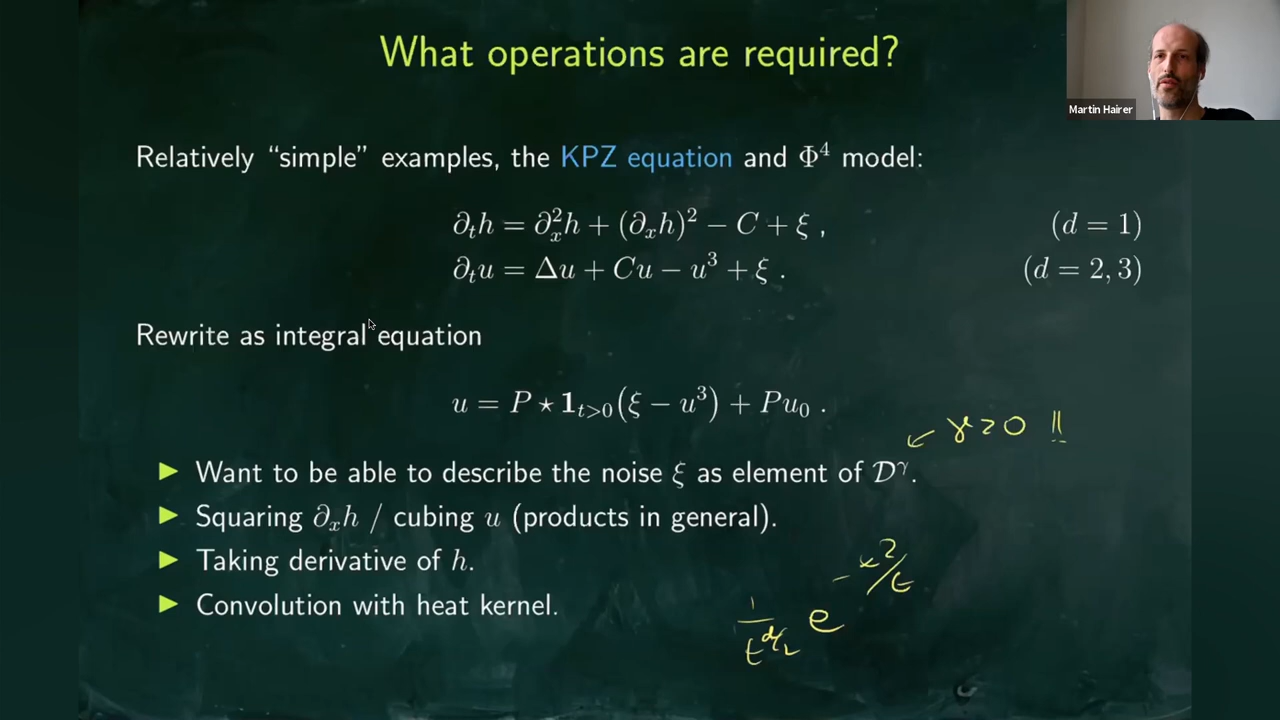 What operations are required?
Martin Hairer
Relatively “simple” examples, the KPZ equation and Φ⁴ model:
∂ₜh = ∂ₓ²h + (∂ₓh)² − C + ξ , (d = 1)
∂ₜu = Δu + Cu − u³ + ξ . (d = 2, 3)
Rewrite as integral equation
u = P ⋆ 𝟏ₜ>₀(ξ − u³) + Pu₀ .
↙ γ > 0 !!
▶ Want to be able to describe the noise ξ as element of 𝒟^γ.
▶ Squaring ∂ₓh / cubing u (products in general).
▶ Taking derivative of h.
▶ Convolution with heat kernel.
1/t^{d/2} e^{−x²/t}